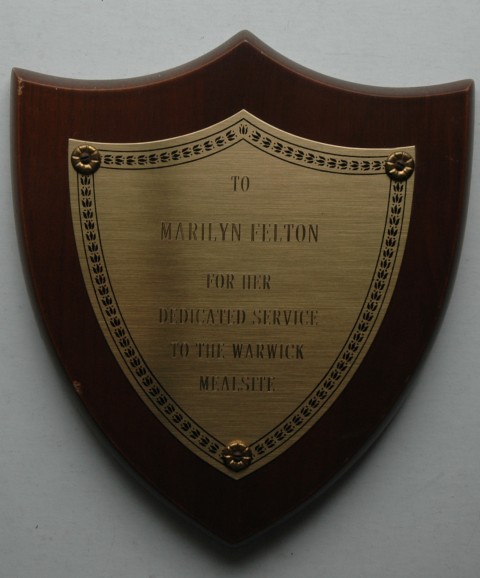 TO
MARILYN FELTON
FOR HER
DEDICATED SERVICE
TO THE WARWICK
MEALSITE